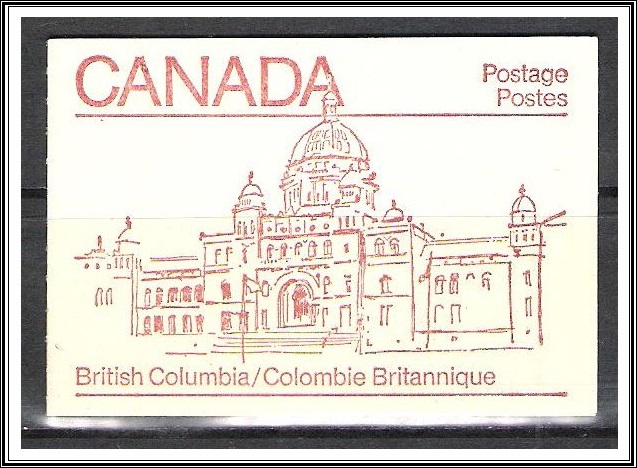 CANADA
Postage
Postes
British Columbia/Colombie Britannique